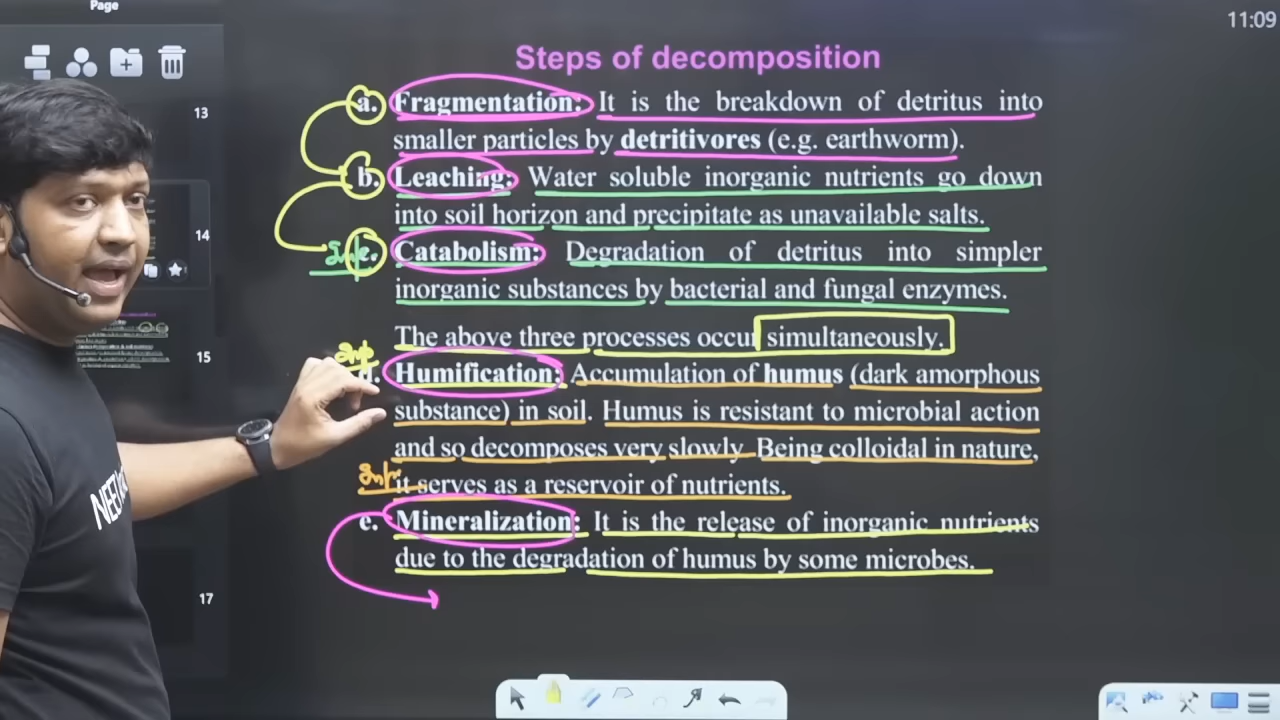 Page
11:09
Steps of decomposition
13
a. Fragmentation: It is the breakdown of detritus into
smaller particles by detritivores (e.g. earthworm).
b. Leaching: Water soluble inorganic nutrients go down
into soil horizon and precipitate as unavailable salts.
14
c. Catabolism: Degradation of detritus into simpler
inorganic substances by bacterial and fungal enzymes.
The above three processes occur simultaneously.
15
d. Humification: Accumulation of humus (dark amorphous
substance) in soil. Humus is resistant to microbial action
and so decomposes very slowly. Being colloidal in nature,
it serves as a reservoir of nutrients.
e. Mineralization: It is the release of inorganic nutrients
due to the degradation of humus by some microbes.
17
NEET